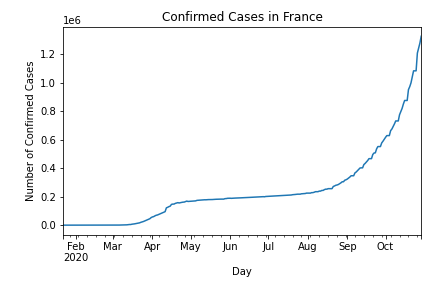 Confirmed Cases in France
1e6
1.2
1.0
0.8
0.6
0.4
0.2
0.0
Number of Confirmed Cases
Feb Mar Apr May Jun Jul Aug Sep Oct
2020
Day